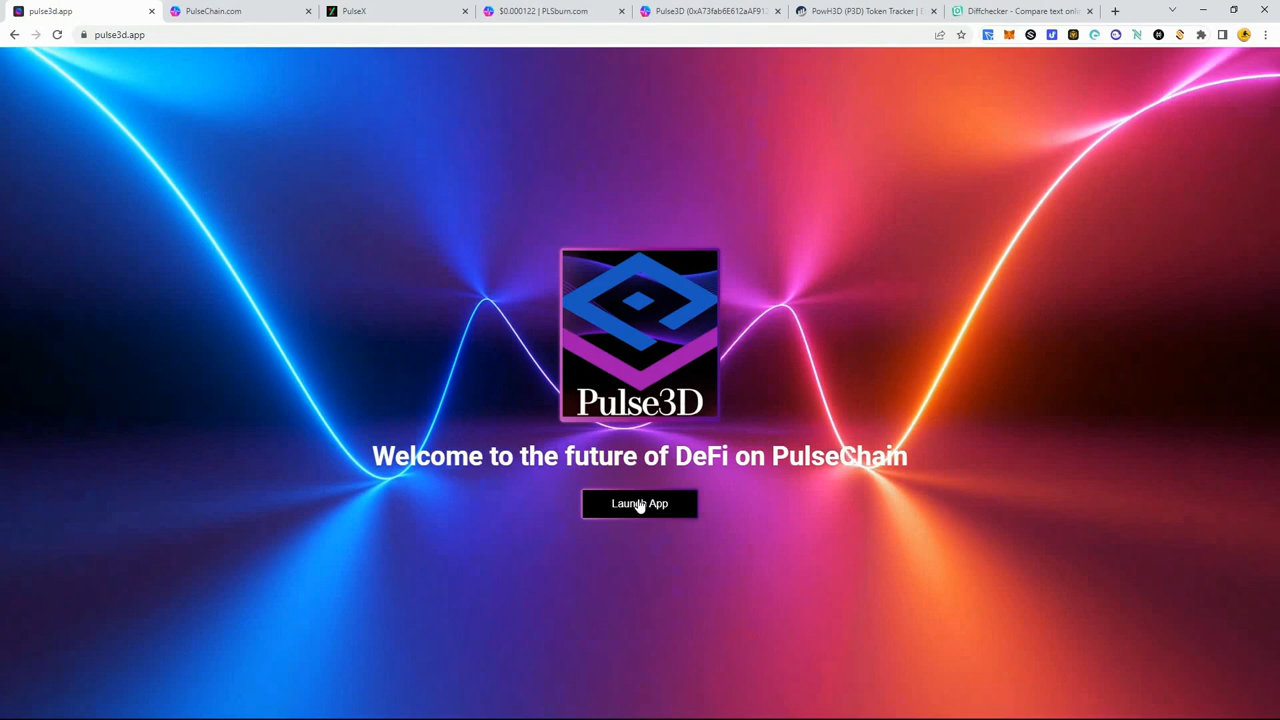 pulse3d.app
PulseChain.com
PulseX
$0.000122 | PLSburn.com
Pulse3D (0xA73fab6E612aAF91
PowH3D (P3D) Token Tracker |
Diffchecker - Compare text onli
pulse3d.app
Pulse3D
Welcome to the future of DeFi on PulseChain
Launch App